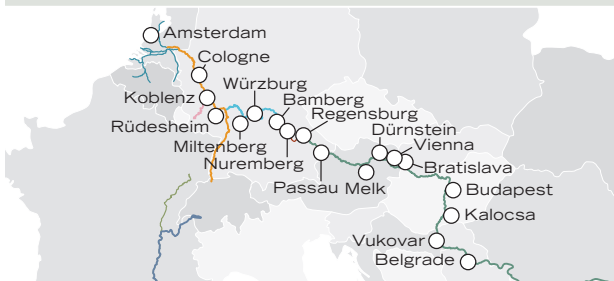 Amsterdam
Cologne
Koblenz
Würzburg
Bamberg
Regensburg
Rüdesheim
Dürnstein
Miltenberg
Vienna
Nuremberg
Bratislava
Passau
Melk
Budapest
Kalocsa
Vukovar
Belgrade